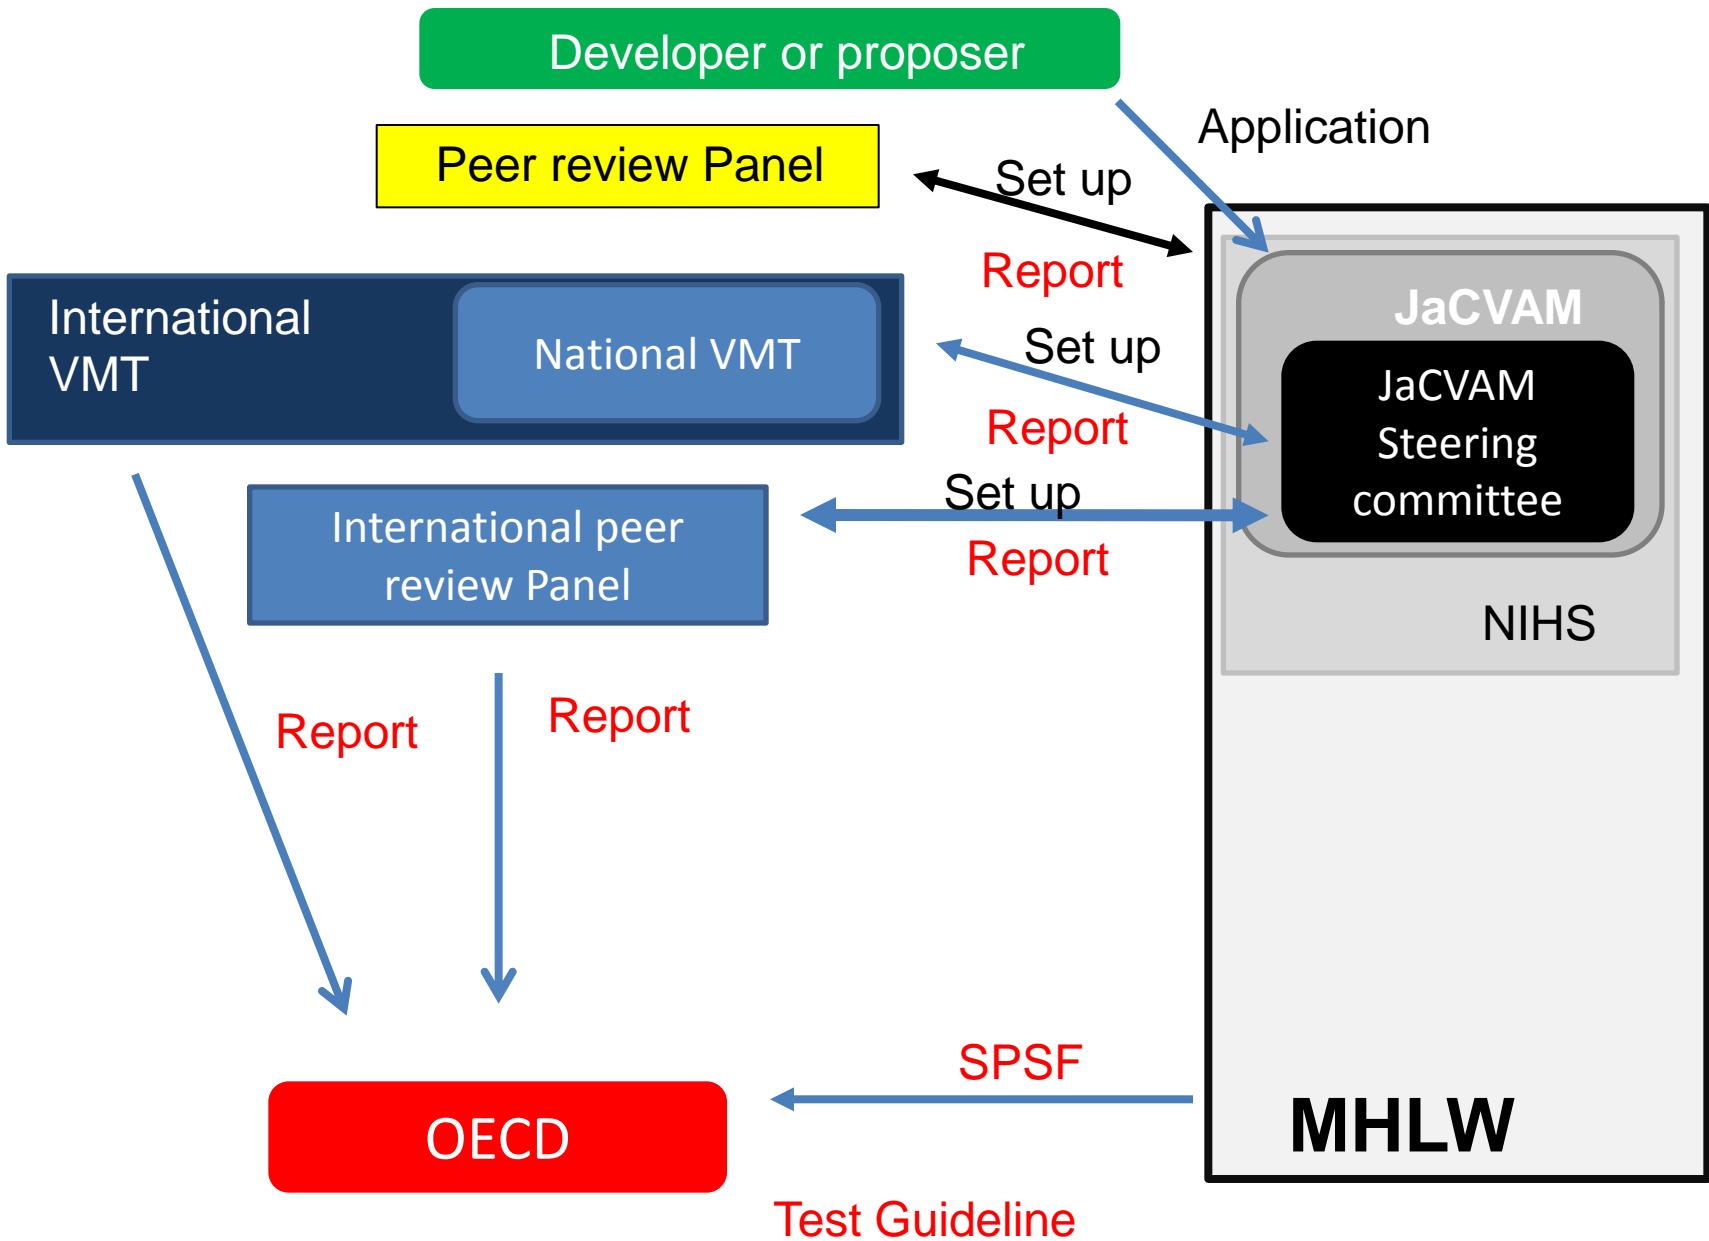 Developer or proposer
Application
Peer review Panel
Set up
Report
International
VMT
National VMT
Set up
Report
JaCVAM
JaCVAM
Steering
committee
Set up
Report
International peer
review Panel
NIHS
Report
Report
SPSF
OECD
MHLW
Test Guideline